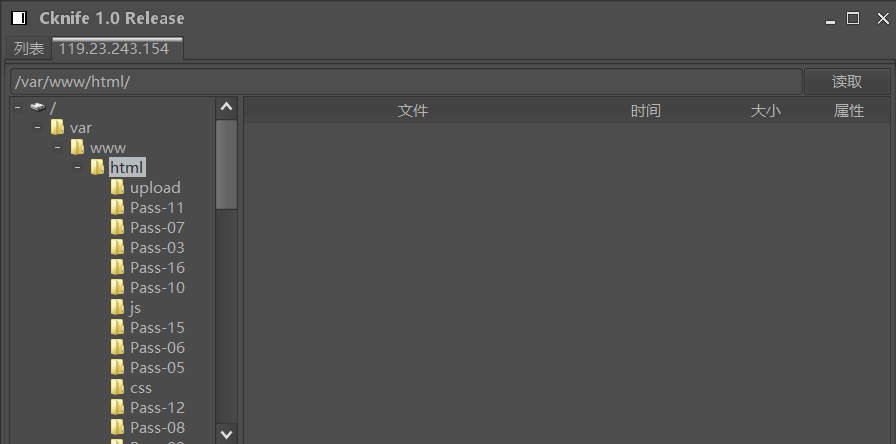 Cknife 1.0 Release
列表 119.23.243.154
/var/www/html/ 读取
文件 时间 大小 属性
/
var
www
html
upload
Pass-11
Pass-07
Pass-03
Pass-16
Pass-10
js
Pass-15
Pass-06
Pass-05
css
Pass-12
Pass-08